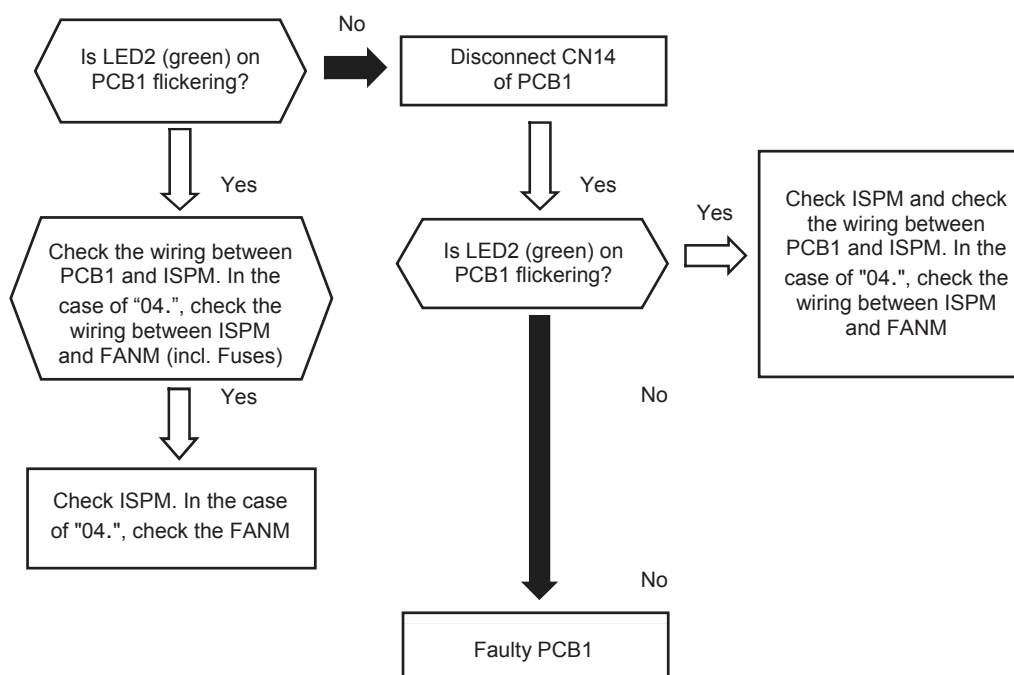 Is LED2 (green) on
PCB1 flickering?
No
Disconnect CN14
of PCB1
Yes
Yes
Check the wiring between
PCB1 and ISPM. In the
case of “04.”, check the
wiring between ISPM
and FANM (incl. Fuses)
Is LED2 (green) on
PCB1 flickering?
Yes
Check ISPM and check
the wiring between
PCB1 and ISPM. In the
case of "04.", check the
wiring between ISPM
and FANM
Yes
No
Check ISPM. In the case
of "04.", check the FANM
No
Faulty PCB1